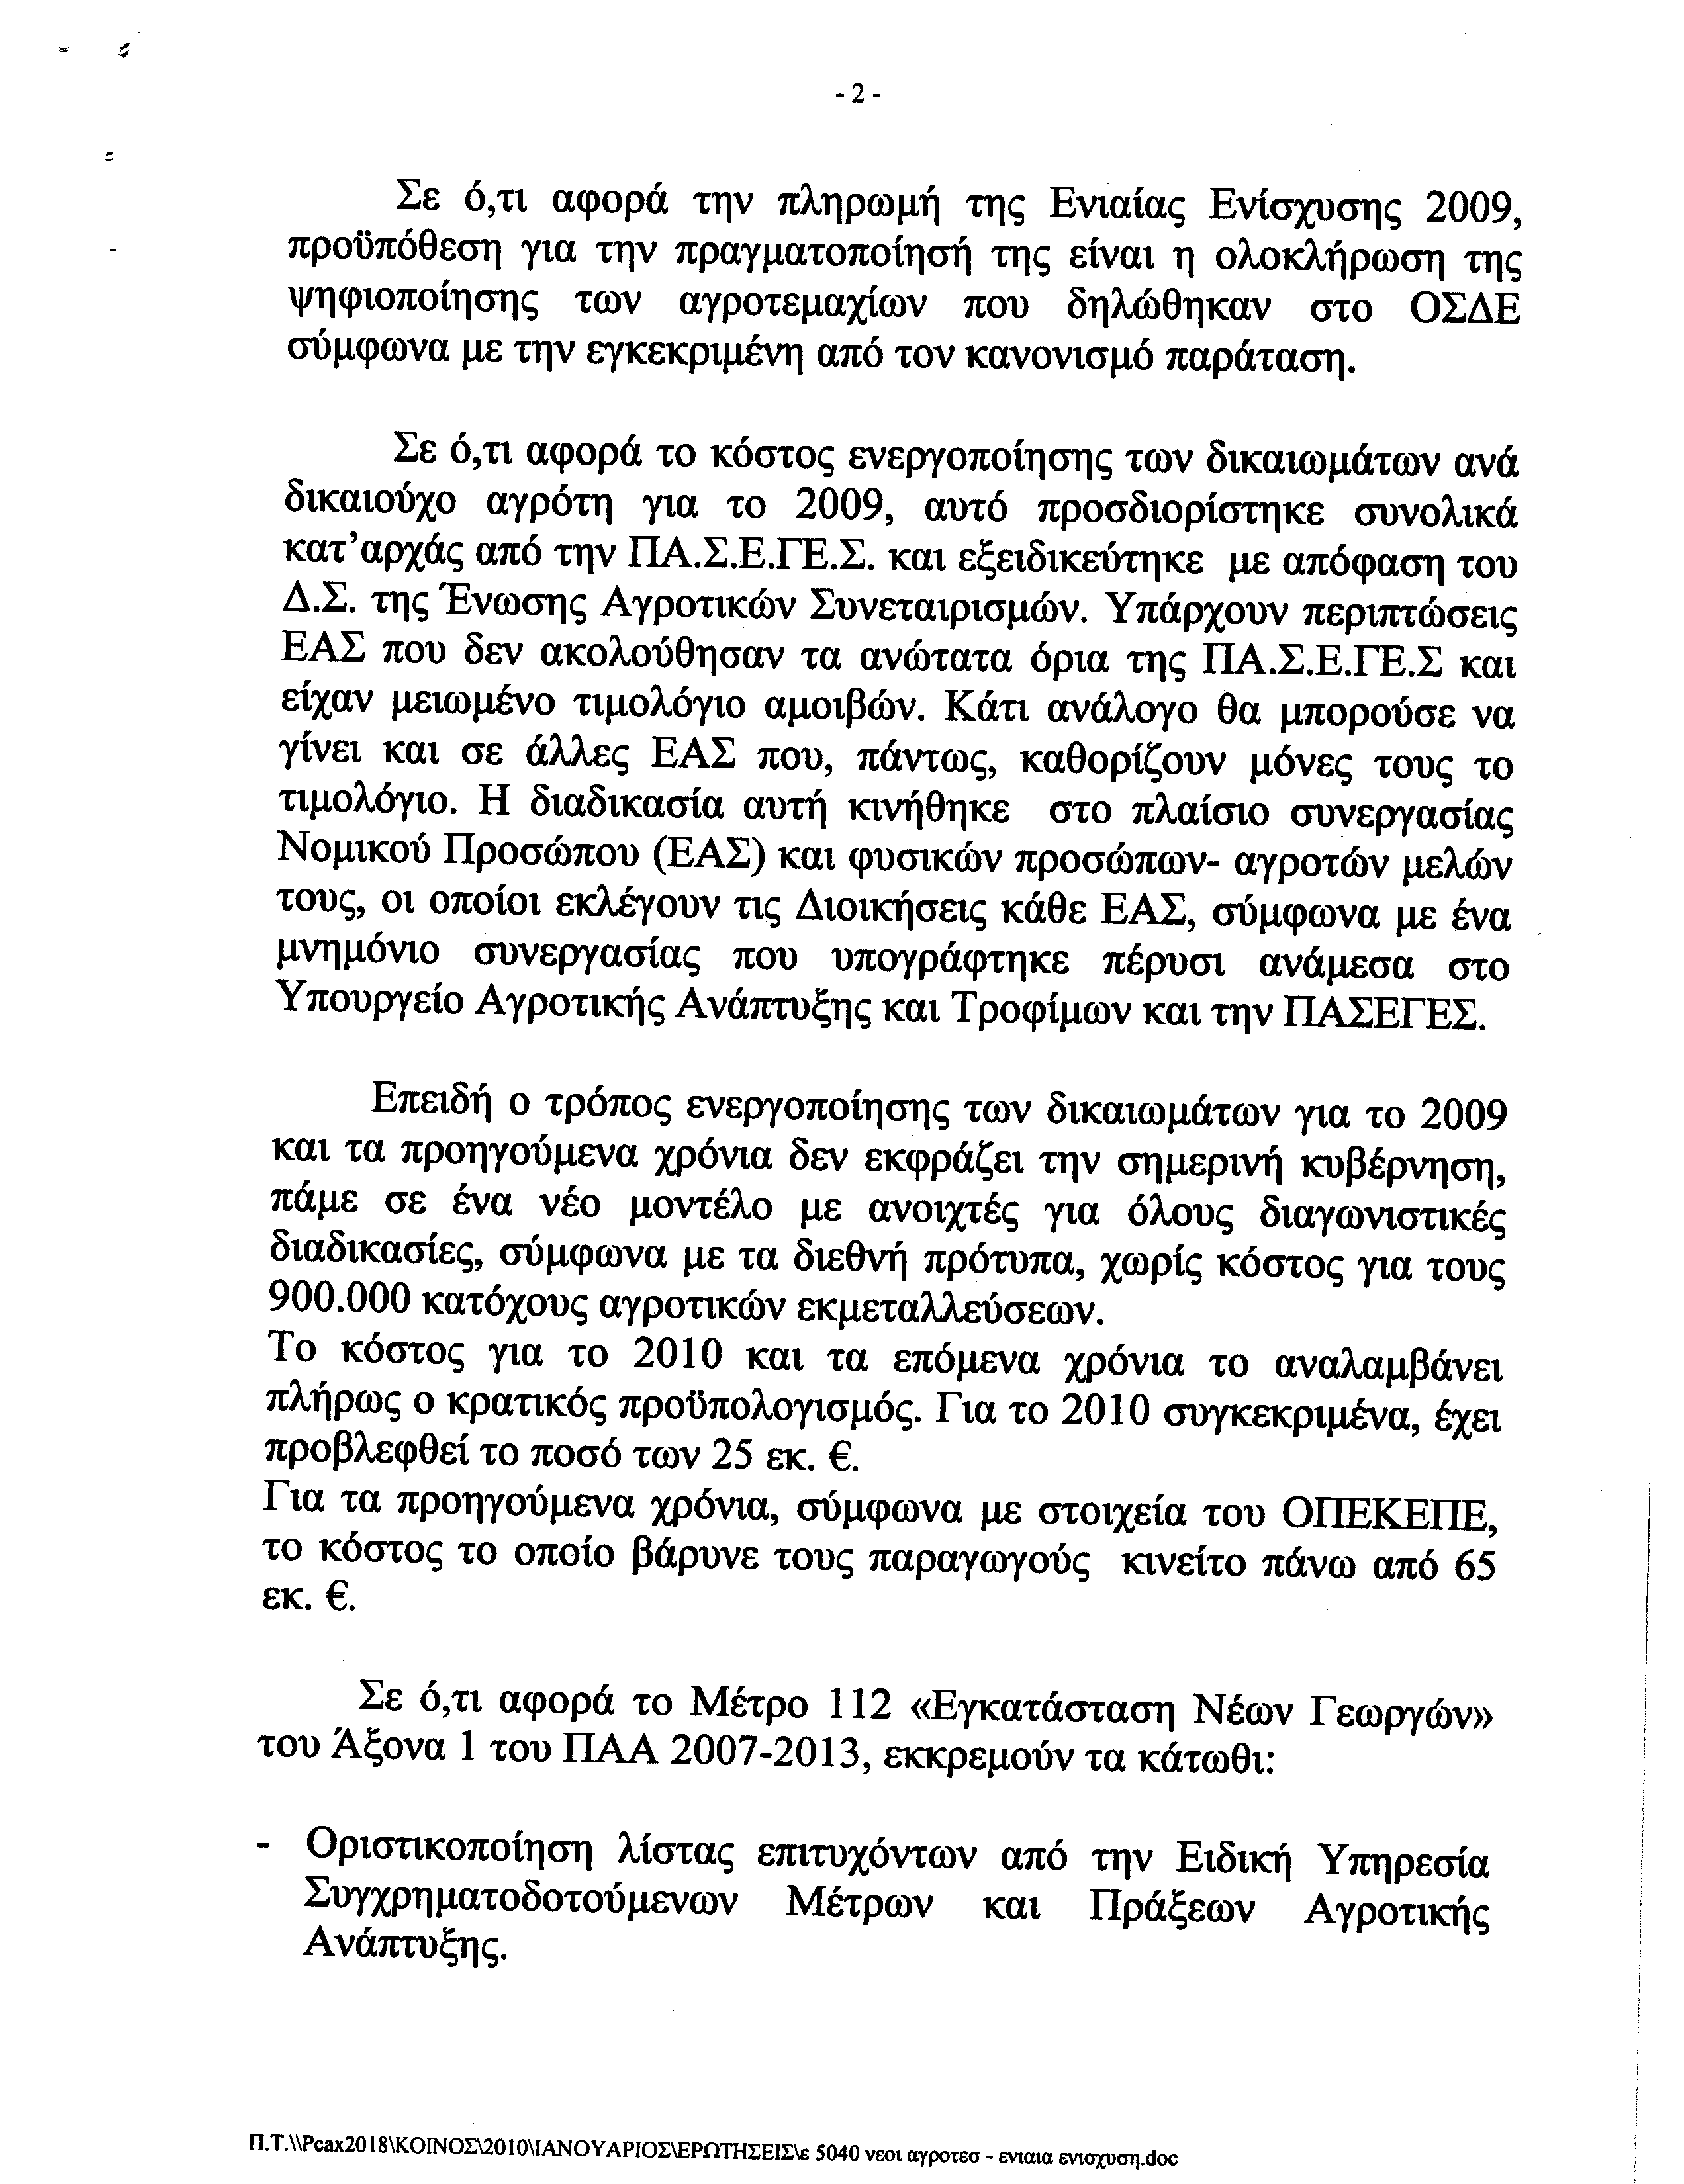 - 2 -
Σε ό,τι αφορά την πληρωμή της Ενιαίας Ενίσχυσης 2009,
προϋπόθεση για την πραγματοποίησή της είναι η ολοκλήρωση της
ψηφιοποίησης των αγροτεμαχίων που δηλώθηκαν στο ΟΣΔΕ
σύμφωνα με την εγκεκριμένη από τον κανονισμό παράταση.
Σε ό,τι αφορά το κόστος ενεργοποίησης των δικαιωμάτων ανά
δικαιούχο αγρότη για το 2009, αυτό προσδιορίστηκε συνολικά
κατ’αρχάς από την ΠΑ.Σ.Ε.ΓΕ.Σ. και εξειδικεύτηκε με απόφαση του
Δ.Σ. της Ένωσης Αγροτικών Συνεταιρισμών. Υπάρχουν περιπτώσεις
ΕΑΣ που δεν ακολούθησαν τα ανώτατα όρια της ΠΑ.Σ.Ε.ΓΕ.Σ και
είχαν μειωμένο τιμολόγιο αμοιβών. Κάτι ανάλογο θα μπορούσε να
γίνει και σε άλλες ΕΑΣ που, πάντως, καθορίζουν μόνες τους το
τιμολόγιο. Η διαδικασία αυτή κινήθηκε στο πλαίσιο συνεργασίας
Νομικού Προσώπου (ΕΑΣ) και φυσικών προσώπων- αγροτών μελών
τους, οι οποίοι εκλέγουν τις Διοικήσεις κάθε ΕΑΣ, σύμφωνα με ένα
μνημόνιο συνεργασίας που υπογράφτηκε πέρυσι ανάμεσα στο
Υπουργείο Αγροτικής Ανάπτυξης και Τροφίμων και την ΠΑΣΕΓΕΣ.
Επειδή ο τρόπος ενεργοποίησης των δικαιωμάτων για το 2009
και τα προηγούμενα χρόνια δεν εκφράζει την σημερινή κυβέρνηση,
πάμε σε ένα νέο μοντέλο με ανοιχτές για όλους διαγωνιστικές
διαδικασίες, σύμφωνα με τα διεθνή πρότυπα, χωρίς κόστος για τους
900.000 κατόχους αγροτικών εκμεταλλεύσεων.
Το κόστος για το 2010 και τα επόμενα χρόνια το αναλαμβάνει
πλήρως ο κρατικός προϋπολογισμός. Για το 2010 συγκεκριμένα, έχει
προβλεφθεί το ποσό των 25 εκ. €.
Για τα προηγούμενα χρόνια, σύμφωνα με στοιχεία του ΟΠΕΚΕΠΕ,
το κόστος το οποίο βάρυνε τους παραγωγούς κινείτο πάνω από 65
εκ. €.
Σε ό,τι αφορά το Μέτρο 112 «Εγκατάσταση Νέων Γεωργών»
του Άξονα 1 του ΠΑΑ 2007-2013, εκκρεμούν τα κάτωθι:
- Οριστικοποίηση λίστας επιτυχόντων από την Ειδική Υπηρεσία
Συγχρηματοδοτούμενων Μέτρων και Πράξεων Αγροτικής
Ανάπτυξης.
Π.Τ.\\Pcax2018\ΚΟΙΝΟΣ\2010\ΙΑΝΟΥΑΡΙΟΣ\ΕΡΩΤΗΣΕΙΣ\ε 5040 νεοι αγροτεσ - ενιαια ενισχυση.doc